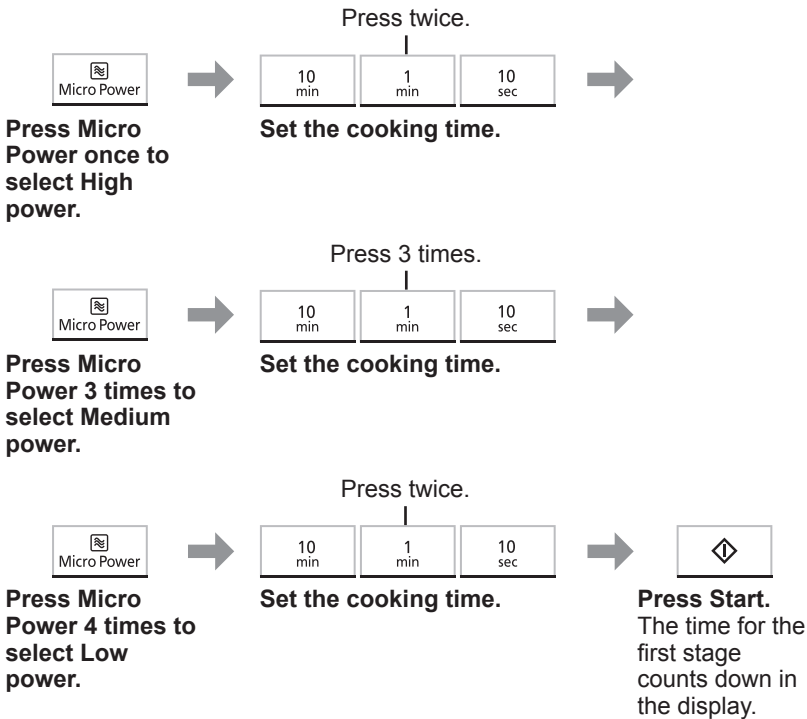 Press twice.
Micro Power
10 min
1 min
10 sec
Press Micro
Power once to
select High
power.
Set the cooking time.
Press 3 times.
Micro Power
10 min
1 min
10 sec
Press Micro
Power 3 times to
select Medium
power.
Set the cooking time.
Press twice.
Micro Power
10 min
1 min
10 sec
Press Micro
Power 4 times to
select Low
power.
Set the cooking time.
Press Start.
The time for the
first stage
counts down in
the display.